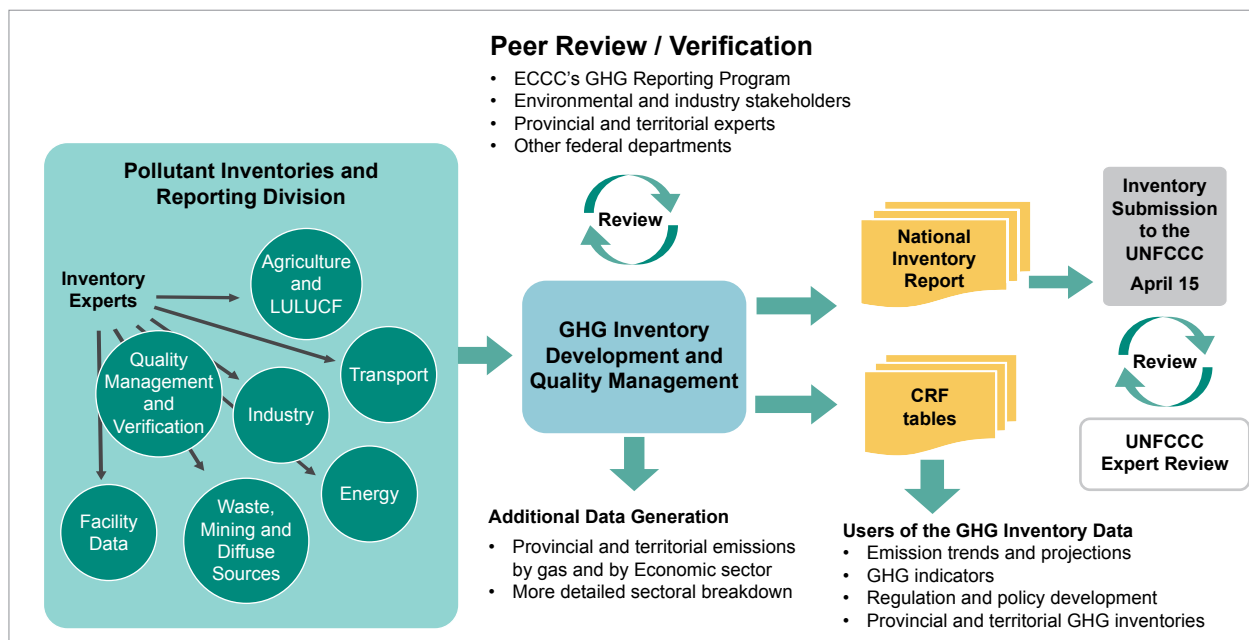 Peer Review / Verification
• ECCC's GHG Reporting Program
• Environmental and industry stakeholders
• Provincial and territorial experts
• Other federal departments
Pollutant Inventories and
Reporting Division
Inventory
Experts
Agriculture
and
LULUCF
Quality
Management
and
Verification
Transport
Industry
Energy
Facility
Data
Waste,
Mining and
Diffuse
Sources
Review
GHG Inventory
Development and
Quality Management
National
Inventory
Report
CRF
tables
Inventory
Submission
to the
UNFCCC
April 15
Review
UNFCCC
Expert Review
Additional Data Generation
• Provincial and territorial emissions
by gas and by Economic sector
• More detailed sectoral breakdown
Users of the GHG Inventory Data
• Emission trends and projections
• GHG indicators
• Regulation and policy development
• Provincial and territorial GHG inventories